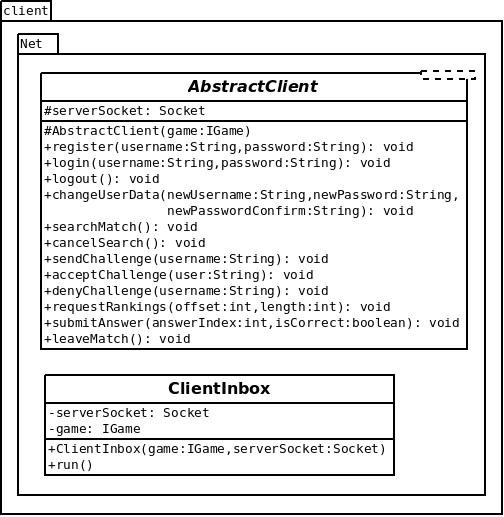 client
Net
AbstractClient
#serverSocket: Socket
#AbstractClient(game:IGame)
+register(username:String,password:String): void
+login(username:String,password:String): void
+logout(): void
+changeUserData(newUsername:String,newPassword:String,
newPasswordConfirm:String): void
+searchMatch(): void
+cancelSearch(): void
+sendChallenge(username:String): void
+acceptChallenge(user:String): void
+denyChallenge(username:String): void
+requestRankings(offset:int,length:int): void
+submitAnswer(answerIndex:int,isCorrect:boolean): void
+leaveMatch(): void
ClientInbox
-serverSocket: Socket
-game: IGame
+ClientInbox(game:IGame,serverSocket:Socket)
+run()